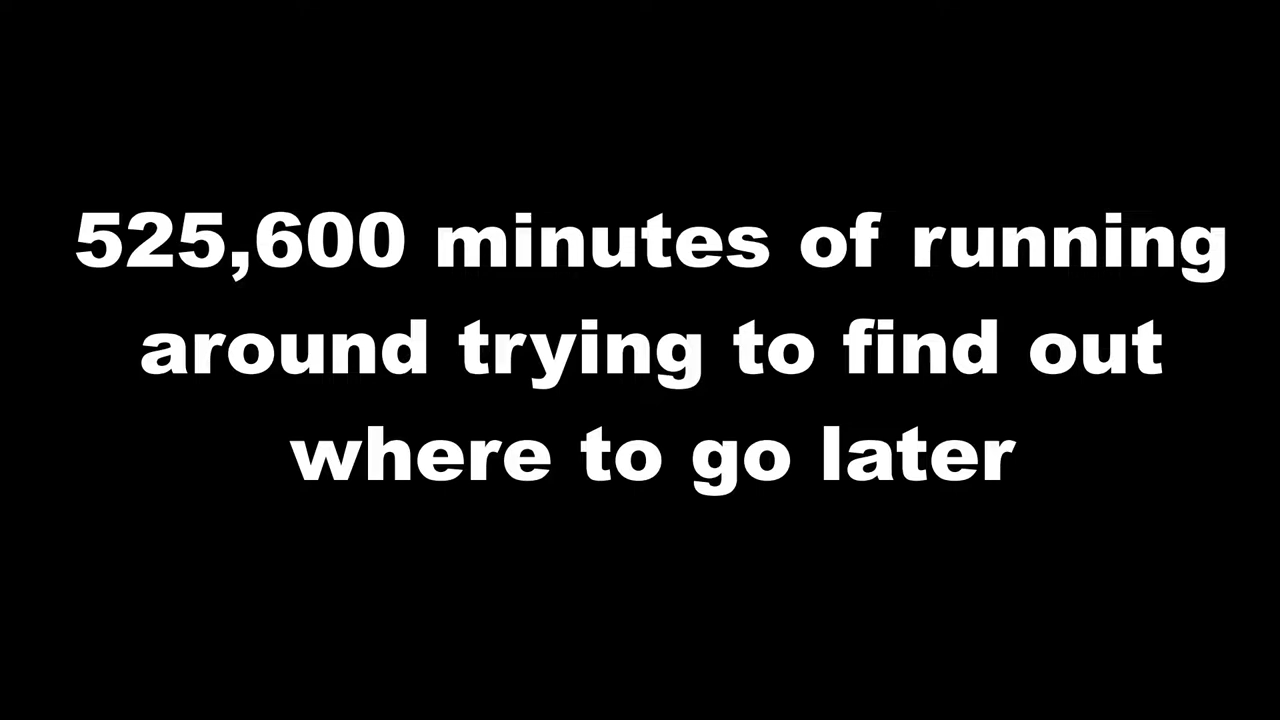 525,600 minutes of running
around trying to find out
where to go later